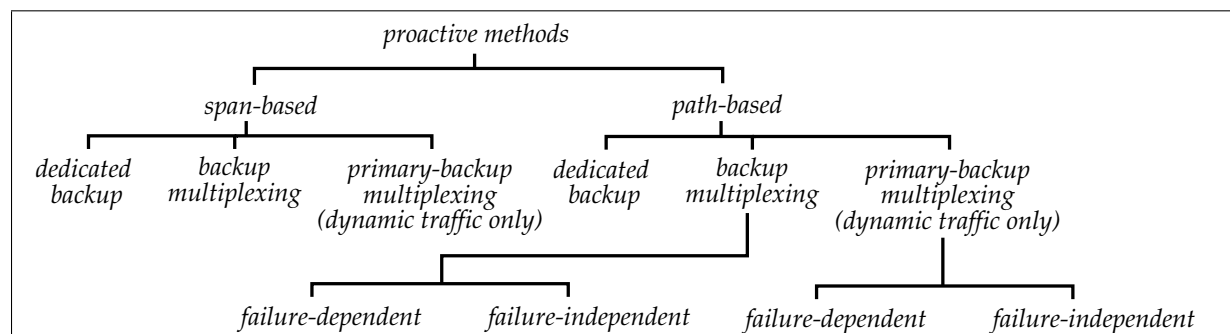 proactive methods
span-based
path-based
dedicated
backup
backup
multiplexing
primary-backup
multiplexing
(dynamic traffic only)
dedicated
backup
backup
multiplexing
primary-backup
multiplexing
(dynamic traffic only)
failure-dependent
failure-independent
failure-dependent
failure-independent